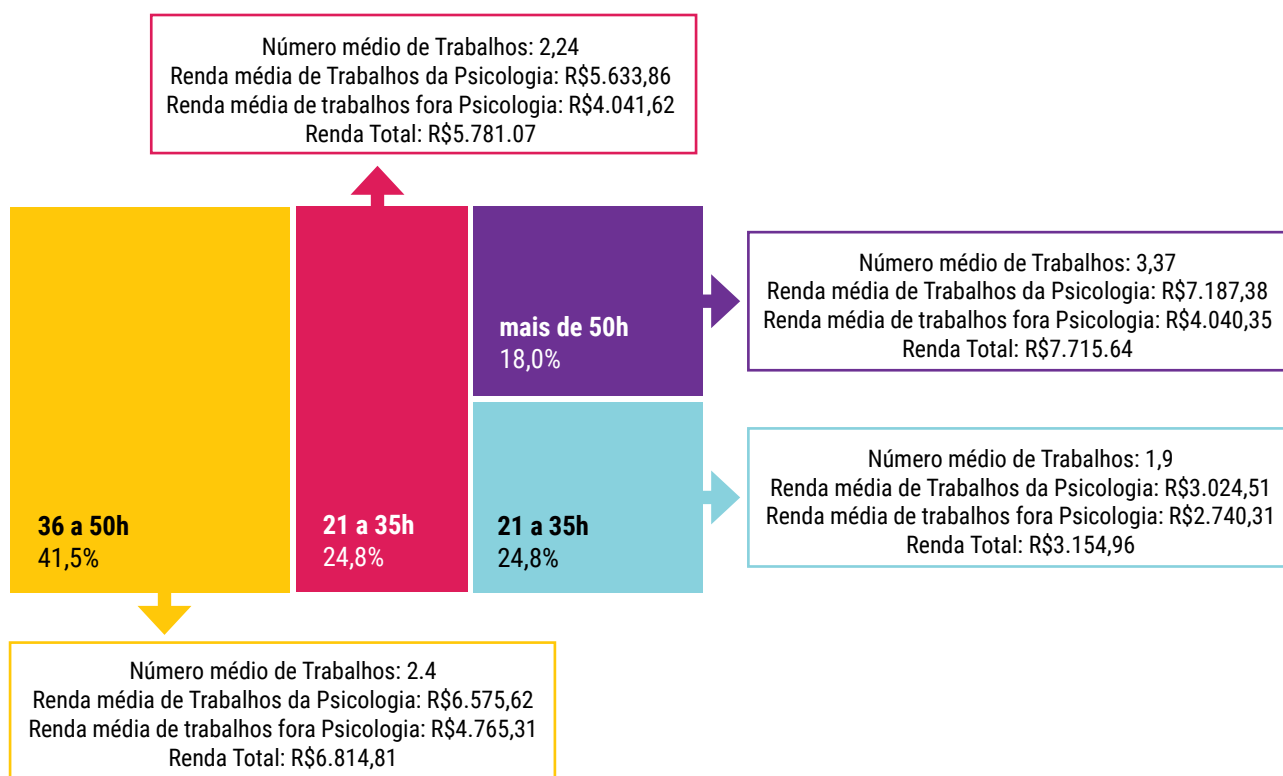 Número médio de Trabalhos: 2,24
Renda média de Trabalhos da Psicologia: R$5.633,86
Renda média de trabalhos fora Psicologia: R$4.041,62
Renda Total: R$5.781.07
36 a 50h
41,5%
21 a 35h
24,8%
mais de 50h
18,0%
21 a 35h
24,8%
Número médio de Trabalhos: 3,37
Renda média de Trabalhos da Psicologia: R$7.187,38
Renda média de trabalhos fora Psicologia: R$4.040,35
Renda Total: R$7.715.64
Número médio de Trabalhos: 1,9
Renda média de Trabalhos da Psicologia: R$3.024,51
Renda média de trabalhos fora Psicologia: R$2.740,31
Renda Total: R$3.154,96
Número médio de Trabalhos: 2.4
Renda média de Trabalhos da Psicologia: R$6.575,62
Renda média de trabalhos fora Psicologia: R$4.765,31
Renda Total: R$6.814,81